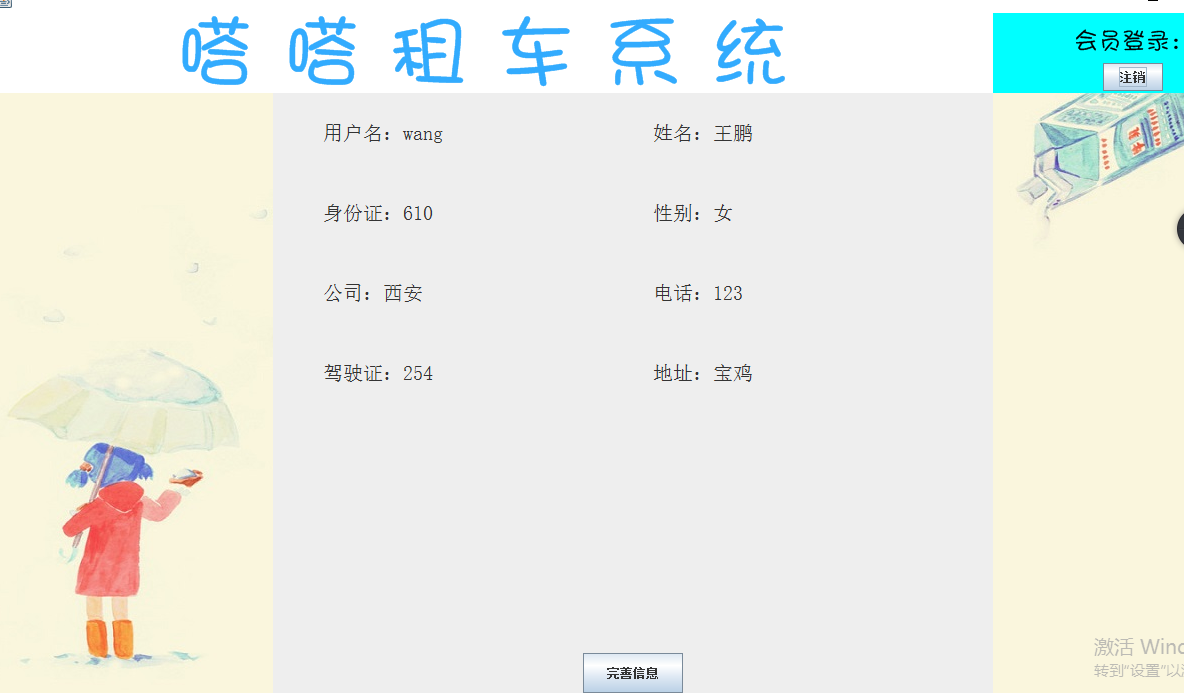 嗒嗒租车系统
会员登录:
注销
用户名：wang 姓名：王鹏
身份证：610 性别：女
公司：西安 电话：123
驾驶证：254 地址：宝鸡
完善信息
激活 Wind
转到"设置"以